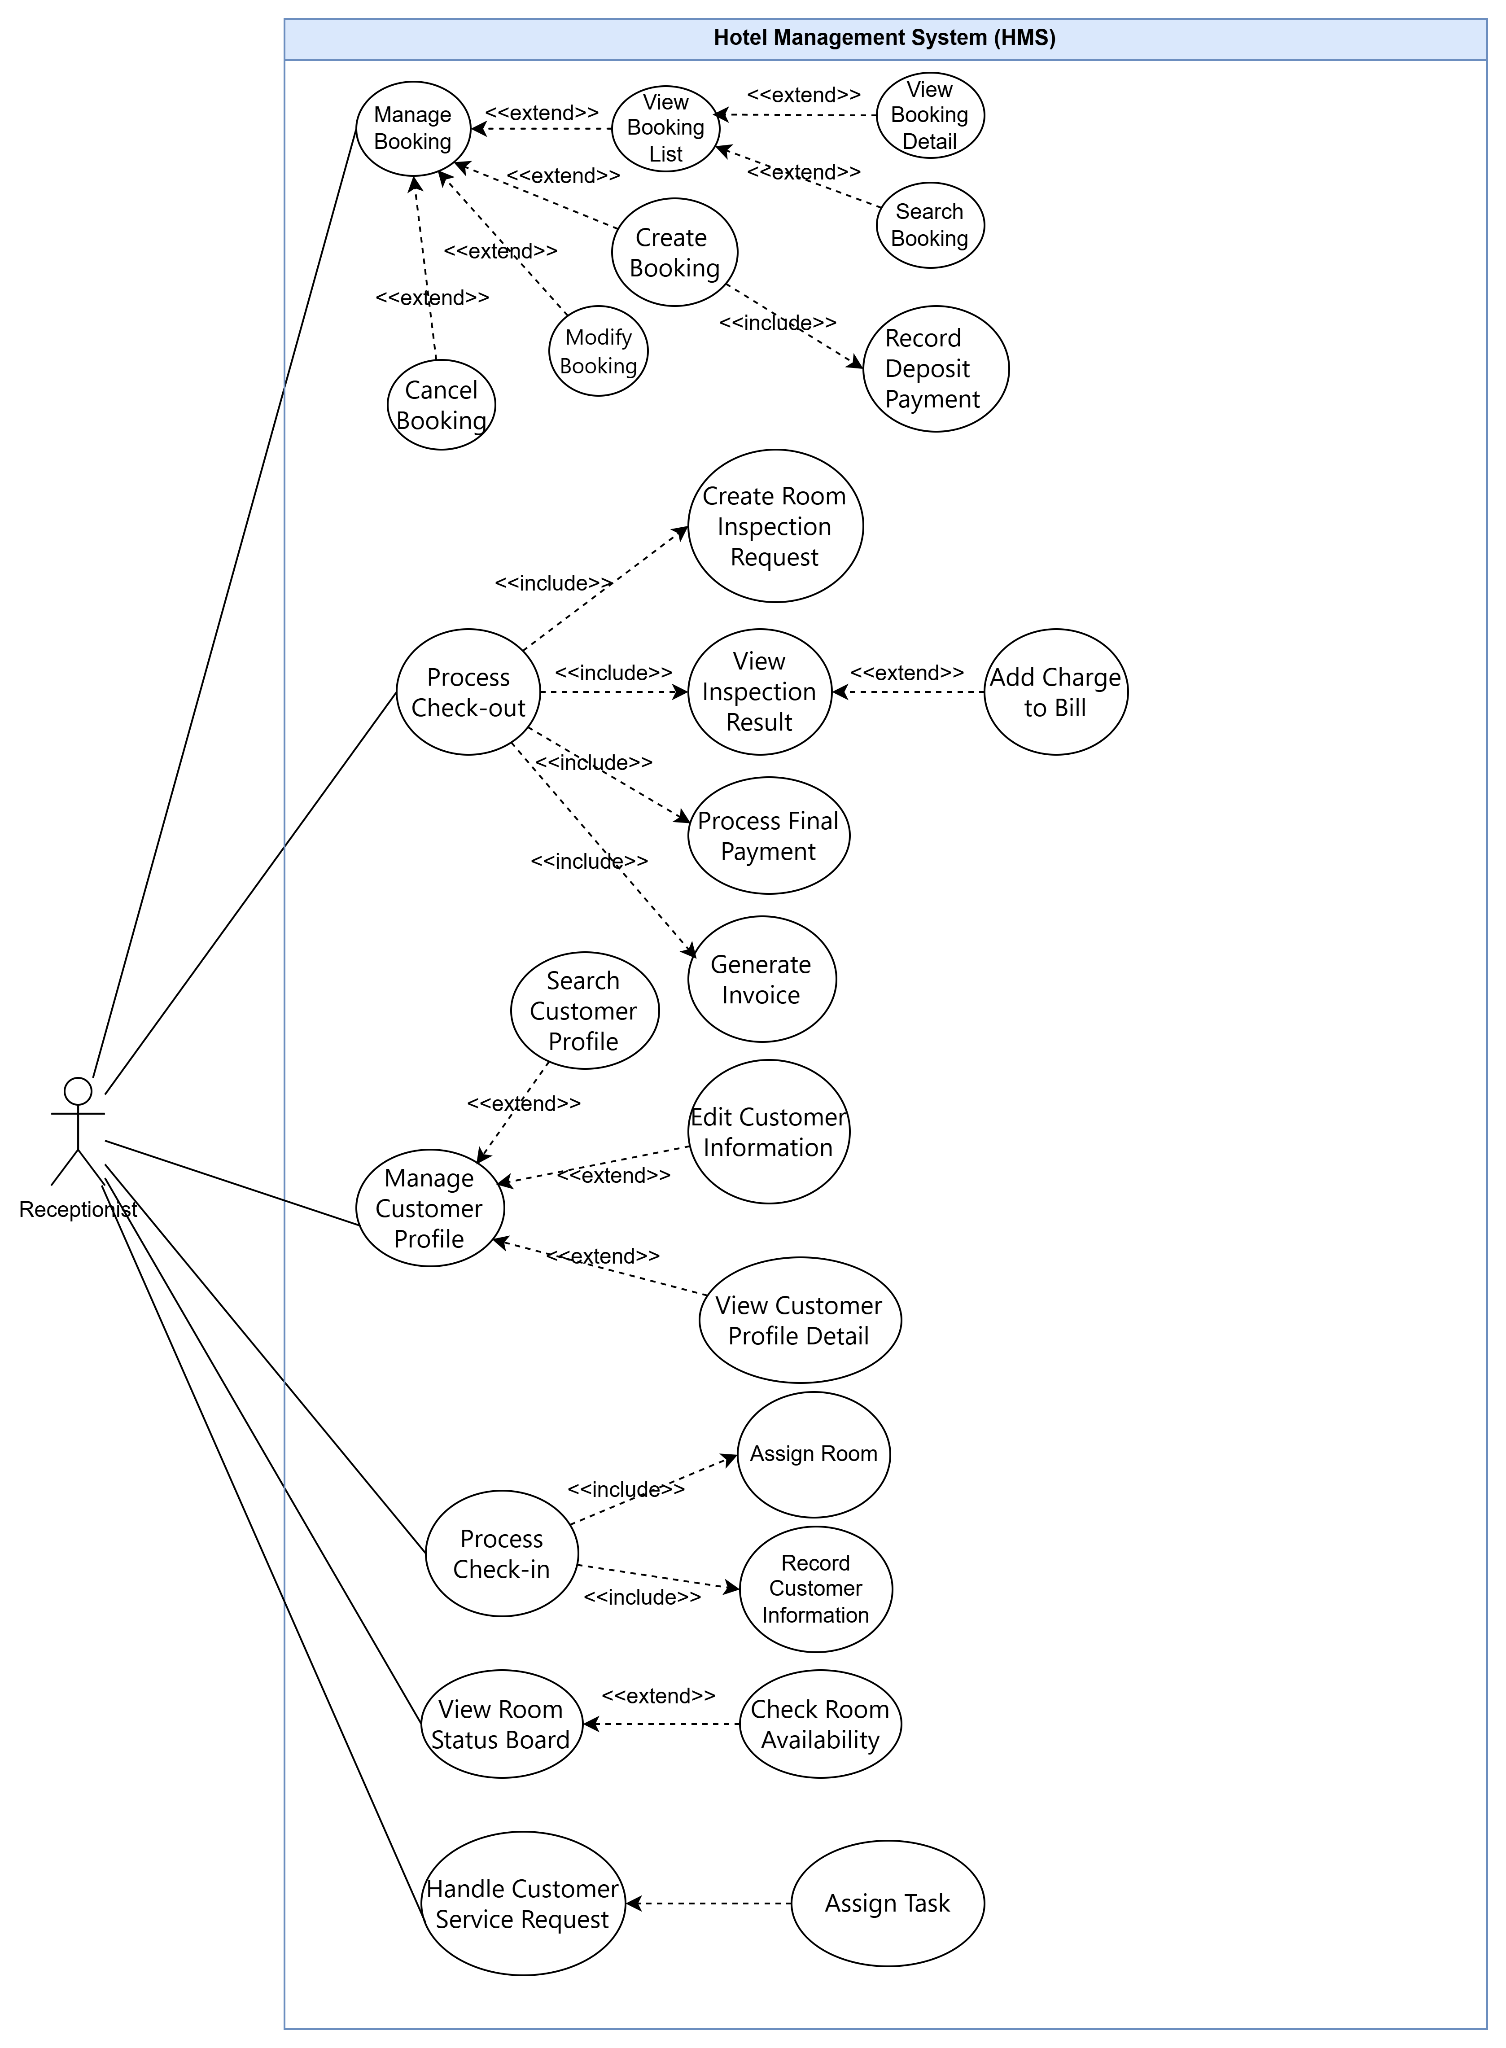 Hotel Management System (HMS)
Manage
Booking
<<extend>>
View
Booking
List
<<extend>>
View
Booking
Detail
<<extend>>
Search
Booking
<<extend>>
Create
Booking
<<extend>>
Modify
Booking
<<extend>>
Cancel
Booking
<<include>>
Record
Deposit
Payment
Create Room
Inspection
Request
<<include>>
Process
Check-out
<<include>>
View
Inspection
Result
<<extend>>
Add Charge
to Bill
<<include>>
Process Final
Payment
<<include>>
Generate
Invoice
Search
Customer
Profile
<<extend>>
Edit Customer
Information
<<extend>>
Manage
Customer
Profile
Receptionist
<<extend>>
View Customer
Profile Detail
Assign Room
<<include>>
Process
Check-in
<<include>>
Record
Customer
Information
View Room
Status Board
<<extend>>
Check Room
Availability
Handle Customer
Service Request
Assign Task